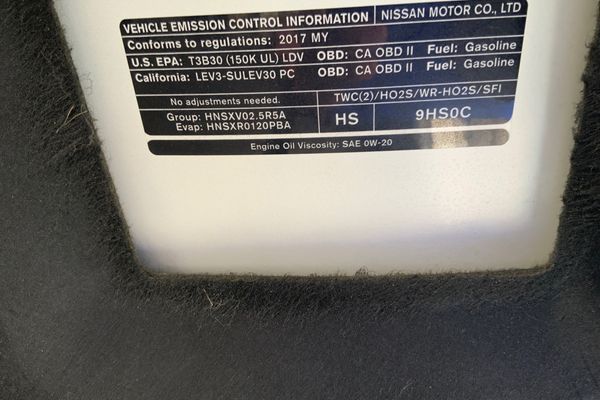 VEHICLE EMISSION CONTROL INFORMATION NISSAN MOTOR CO., LTD
Conforms to regulations: 2017 MY
U.S. EPA: T3B30 (150K UL) LDV OBD: CA OBD II Fuel: Gasoline
California: LEV3-SULEV30 PC OBD: CA OBD II Fuel: Gasoline
No adjustments needed. TWC(2)/HO2S/WR-HO2S/SFI
Group: HNSXV02.5R5A
Evap: HNSXR0120PBA
HS 9HS0C
Engine Oil Viscosity: SAE 0W-20